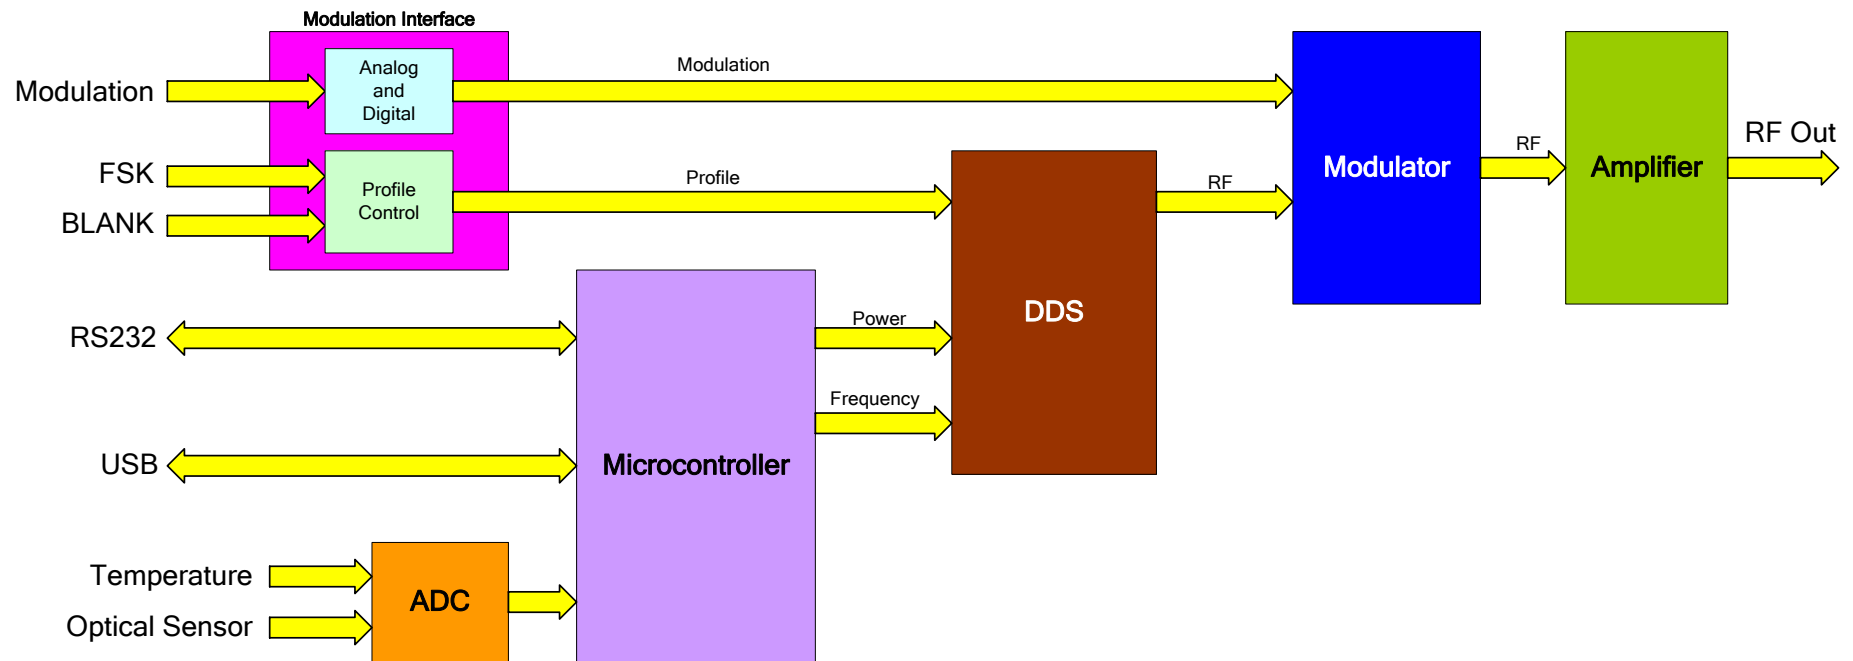 Modulation Interface
Analog
and
Digital
Modulation
Modulation
RF Out
RF
FSK
Profile
Control
Profile
RF
Modulator
Amplifier
BLANK
DDS
RS232
Power
Frequency
USB
Microcontroller
Temperature
ADC
Optical Sensor